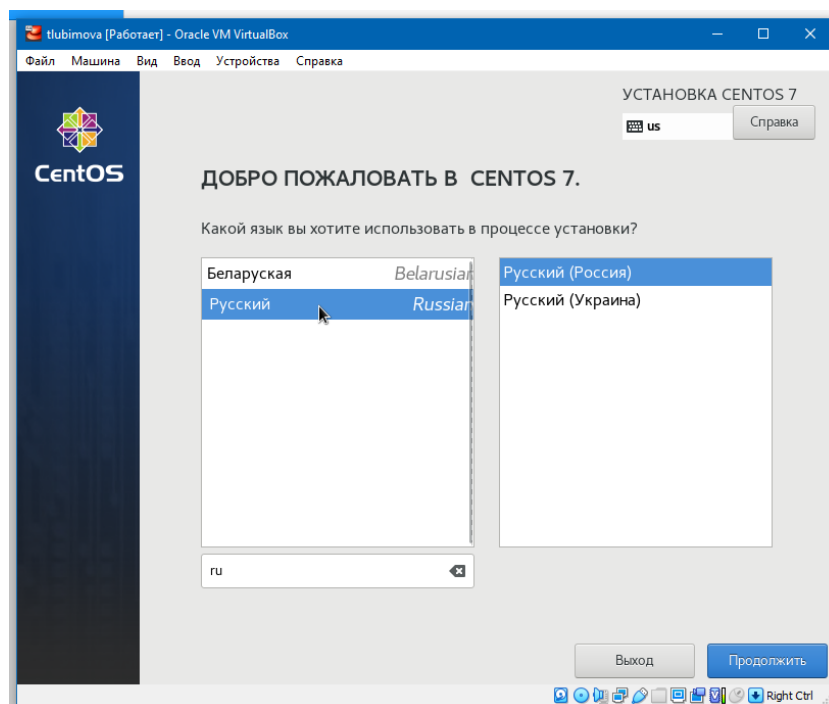 tlubimova [Работает] - Oracle VM VirtualBox
Файл Машина Вид Ввод Устройства Справка
УСТАНОВКА CENTOS 7
us
Справка
CentOS
ДОБРО ПОЖАЛОВАТЬ В CENTOS 7.
Какой язык вы хотите использовать в процессе установки?
Беларуская Belarusian
Русский Russian
Русский (Россия)
Русский (Украина)
ru
Выход
Продолжить
Right Ctrl